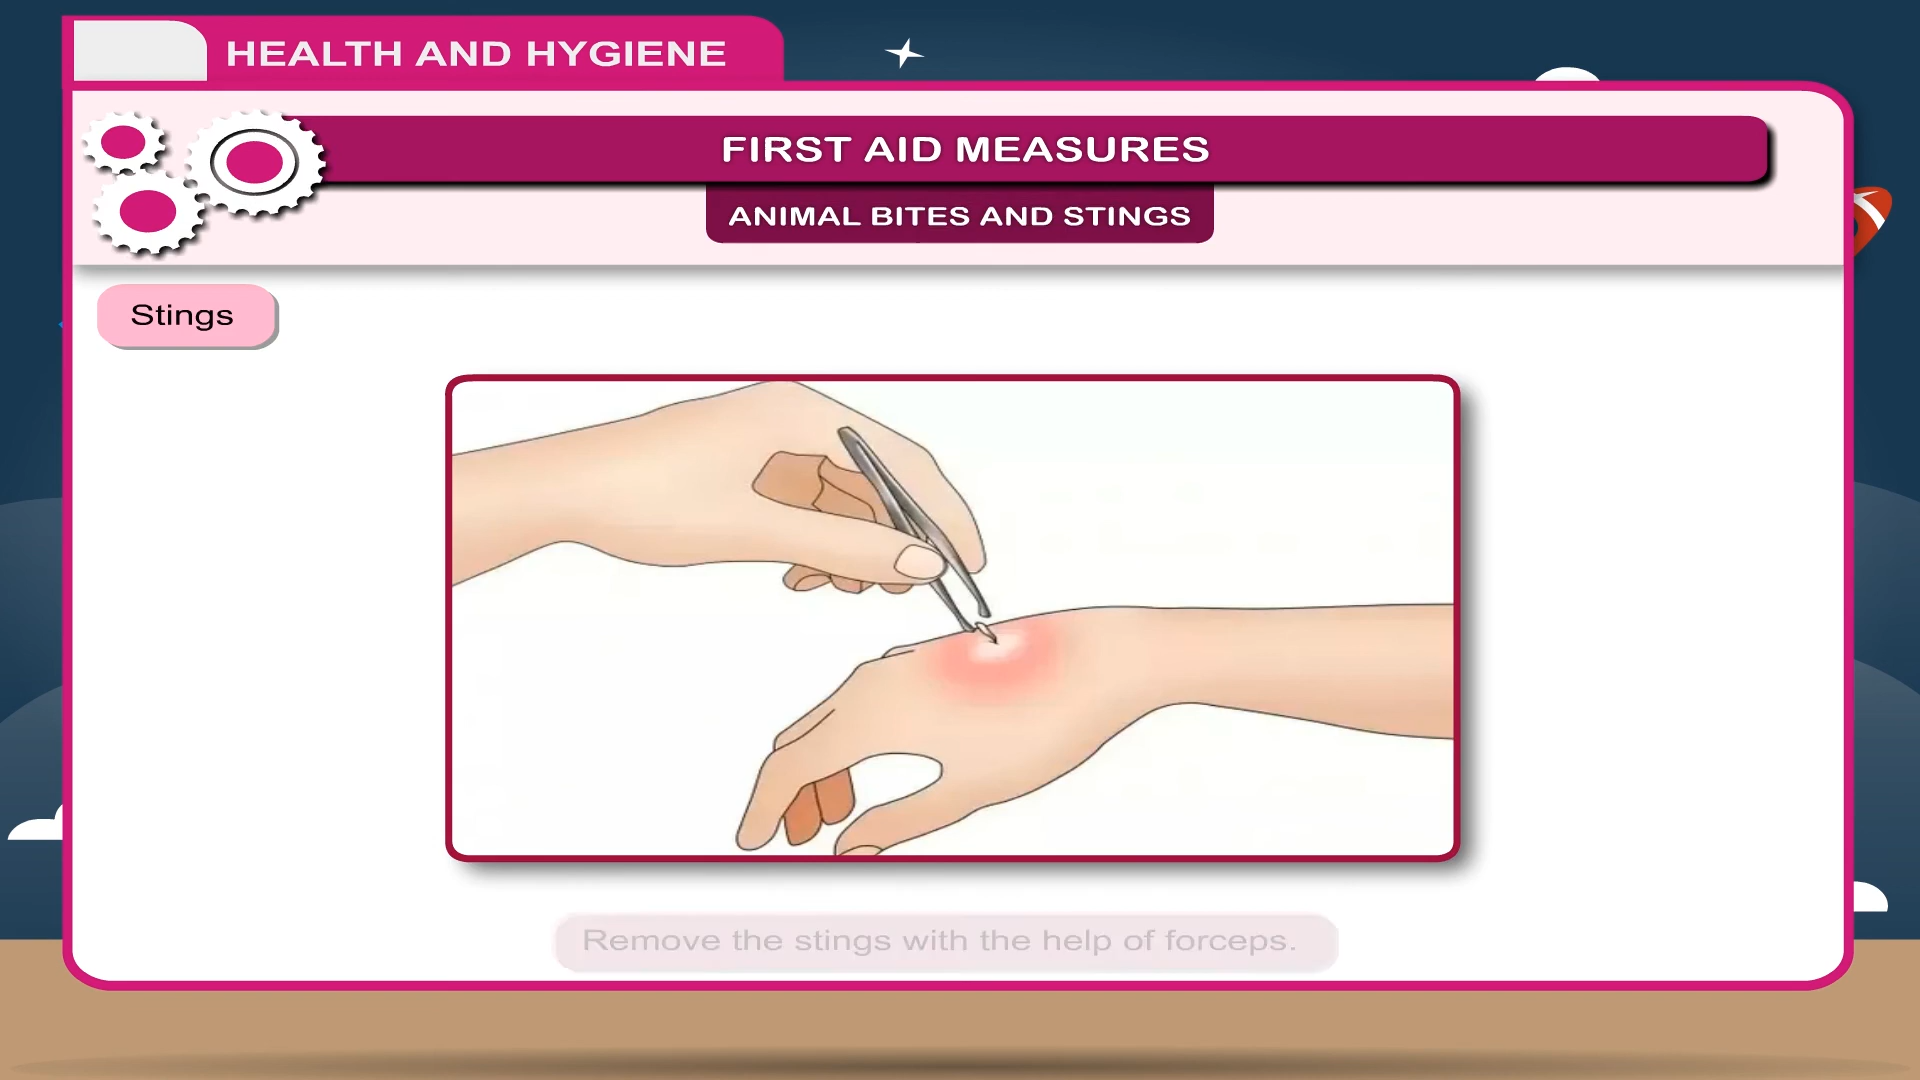 HEALTH AND HYGIENE
FIRST AID MEASURES
ANIMAL BITES AND STINGS
Stings
Remove the stings with the help of forceps.